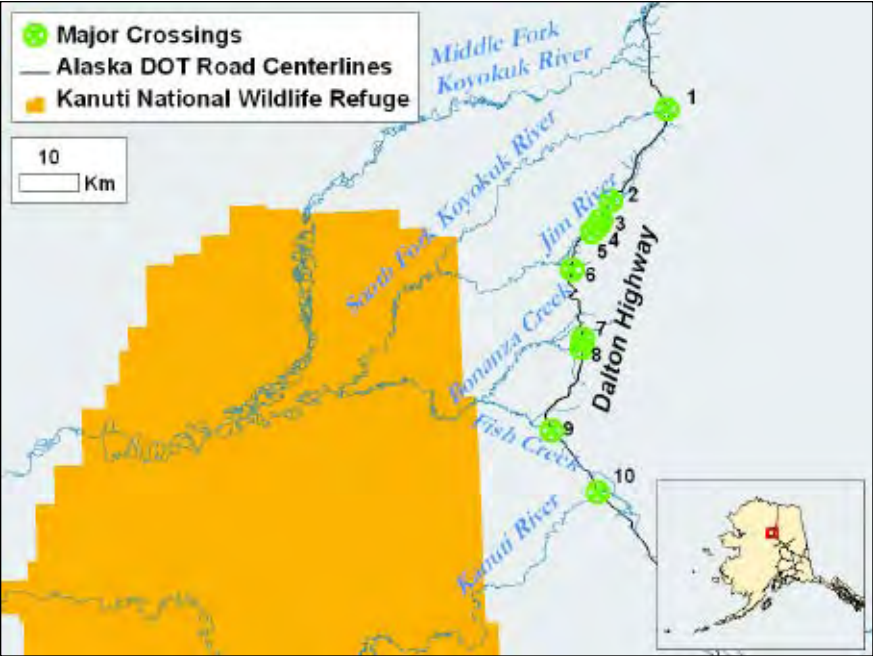 Major Crossings
Alaska DOT Road Centerlines
Kanuti National Wildlife Refuge
10
Km
Middle Fork
Koyokuk River
South Fork Koyokuk River
Jim River
Bonanza Creek
Fish Creek
Kanuti River
Dalton Highway
1
2
3
4
5
6
7
8
9
10